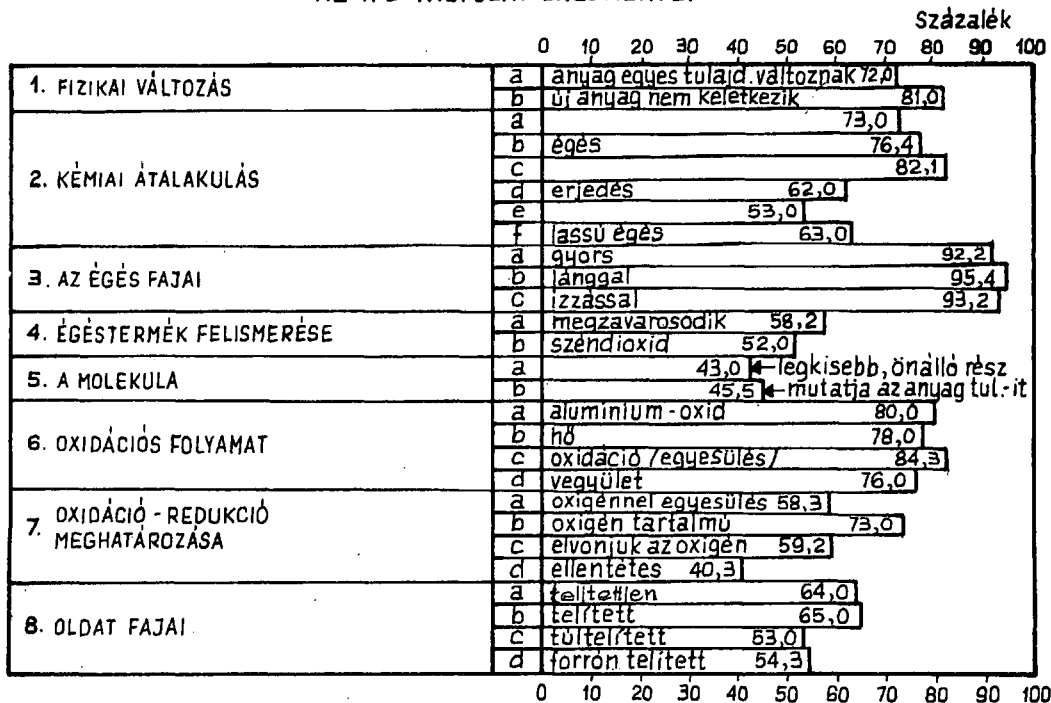 Százalék
0 10 20 30 40 50 60 70 80 90 100
1. FIZIKAI VÁLTOZÁS
a anyag egyes tulajd. változnak 72,0
b új anyag nem keletkezik 81,0
2. KÉMIAI ÁTALAKULÁS
a 73,0
b égés 76,4
c 82,1
d erjedés 62,0
e 53,0
f lassú égés 63,0
3. AZ ÉGÉS FAJAI
a gyors 92,2
b lánggal 95,4
c izzással 93,2
4. ÉGÉSTERMÉK FELISMERÉSE
a megzavarosodik 58,2
b széndioxid 52,0
5. A MOLEKULA
a 43,0 legkisebb, önálló rész
b 45,5 mutatja az anyag tul.-it
6. OXIDÁCIÓS FOLYAMAT
a aluminium-oxid 80,0
b hő 78,0
c oxidáció /egyesülés/ 84,3
d vegyület 76,0
7. OXIDÁCIÓ - REDUKCIÓ
MEGHATÁROZÁSA
a oxigénnel egyesülés 58,3
b oxigén tartalmú 73,0
c elvonjuk az oxigén 59,2
d ellentétes 40,3
8. OLDAT FAJAI
a telítetlen 64,0
b telített 65,0
c túltelített 53,0
d forrón telített 54,3
0 10 20 30 40 50 60 70 80 90 100